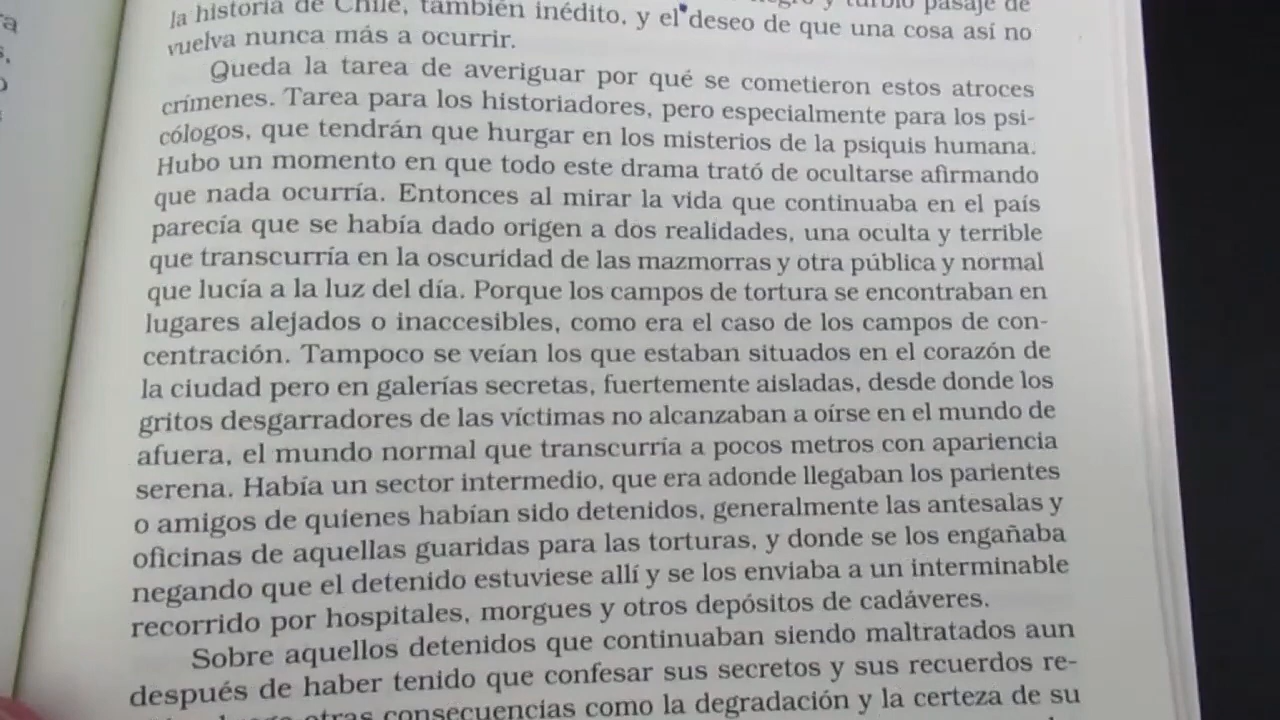 negro y turbio pasaje de
la historia de Chile, también inédito, y el deseo de que una cosa así no
vuelva nunca más a ocurrir.
Queda la tarea de averiguar por qué se cometieron estos atroces
crímenes. Tarea para los historiadores, pero especialmente para los psi-
cólogos, que tendrán que hurgar en los misterios de la psiquis humana.
Hubo un momento en que todo este drama trató de ocultarse afirmando
que nada ocurría. Entonces al mirar la vida que continuaba en el país
parecía que se había dado origen a dos realidades, una oculta y terrible
que transcurría en la oscuridad de las mazmorras y otra pública y normal
que lucía a la luz del día. Porque los campos de tortura se encontraban en
lugares alejados o inaccesibles, como era el caso de los campos de con-
centración. Tampoco se veían los que estaban situados en el corazón de
la ciudad pero en galerías secretas, fuertemente aisladas, desde donde los
gritos desgarradores de las víctimas no alcanzaban a oírse en el mundo de
afuera, el mundo normal que transcurría a pocos metros con apariencia
serena. Había un sector intermedio, que era adonde llegaban los parientes
o amigos de quienes habían sido detenidos, generalmente las antesalas y
oficinas de aquellas guaridas para las torturas, y donde se los engañaba
negando que el detenido estuviese allí y se los enviaba a un interminable
recorrido por hospitales, morgues y otros depósitos de cadáveres.
Sobre aquellos detenidos que continuaban siendo maltratados aun
después de haber tenido que confesar sus secretos y sus recuerdos re-
otras consecuencias como la degradación y la certeza de su